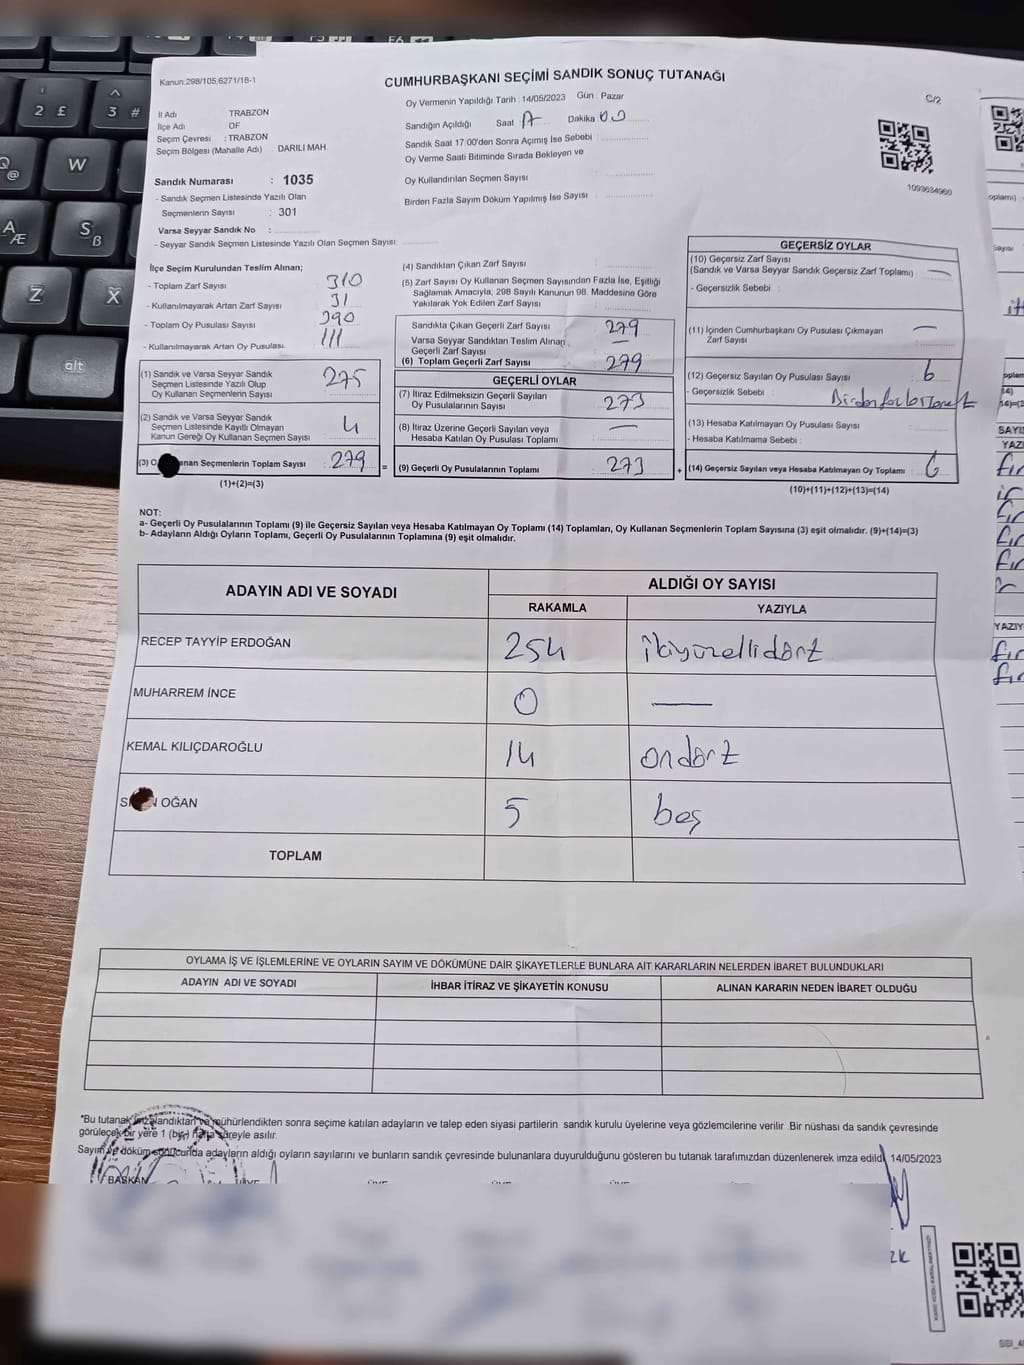 Kanun,298/105,6271/18-1
CUMHURBAŞKANI SEÇİMİ SANDIK SONUÇ TUTANAĞI
C/2
İl Adı : TRABZON
İlçe Adı OF
Seçim Çevresi : TRABZON
Seçim Bölgesi (Mahalle Adı) : DARILI MAH
Oy Vermenin Yapıldığı Tarih : 14/05/2023 Gün Pazar
Sandığın Açıldığı Saat Dakika
Sandık Saat 17:00'den Sonra Açımış İse Sebebi
Oy Verme Saati Bitiminde Sırada Bekleyen ve
Oy Kullandırılan Seçmen Sayısı
Birden Fazla Sayım Döküm Yapılmış İse Sayısı
1093634960
Sandık Numarası : 1035
- Sandık Seçmen Listesinde Yazılı Olan
Seçmenlerin Sayısı : 301
Varsa Seyyar Sandık No :
- Seyyar Sandık Seçmen Listesinde Yazılı Olan Seçmen Sayısı:
İlçe Seçim Kurulundan Teslim Alınan;
- Toplam Zarf Sayısı : 310
- Kullanılmayarak Artan Zarf Sayısı 31
- Toplam Oy Pusulası Sayısı 390
- Kullanılmayarak Artan Oy Pusulası 111
(1) Sandık ve Varsa Seyyar Sandık
Seçmen Listesinde Yazılı Olup
Oy Kullanan Seçmenlerin Sayısı 275
(2) Sandık ve Varsa Seyyar Sandık
Seçmen Listesinde Kayıtlı Olmayan
Kanun Gereği Oy Kullanan Seçmen Sayısı 4
(3) Seçmenlerin Toplam Sayısı : 279 =
(1)+(2)=(3)
(4) Sandıktan Çıkan Zarf Sayısı
(5) Zarf Sayısı Oy Kullanan Seçmen Sayısından Fazla İse, Eşitliği
Sağlamak Amacıyla, 298 Sayılı Kanunun 98. Maddesine Göre
Yakılarak Yok Edilen Zarf Sayısı
Sandıkta Çıkan Geçerli Zarf Sayısı 279
Varsa Seyyar Sandıktan Teslim Alınan
Geçerli Zarf Sayısı —
(6) Toplam Geçerli Zarf Sayısı 279
GEÇERLİ OYLAR
(7) İtiraz Edilmeksizin Geçerli Sayılan
Oy Pusulalarının Sayısı 273
(8) İtiraz Üzerine Geçerli Sayılan veya
Hesaba Katılan Oy Pusulası Toplamı —
(9) Geçerli Oy Pusulalarının Toplamı 273 +
GEÇERSİZ OYLAR
(10) Geçersiz Zarf Sayısı
(Sandık ve Varsa Seyyar Sandık Geçersiz Zarf Toplamı) —
- Geçersizlik Sebebi :
(11) İçinden Cumhurbaşkanı Oy Pusulası Çıkmayan
Zarf Sayısı —
(12) Geçersiz Sayılan Oy Pusulası Sayısı 6
- Geçersizlik Sebebi :
(13) Hesaba Katılmayan Oy Pusulası Sayısı
- Hesaba Katılmama Sebebi :
(14) Geçersiz Sayılan veya Hesaba Katılmayan Oy Toplamı 6
(10)+(11)+(12)+(13)=(14)
NOT:
a- Geçerli Oy Pusulalarının Toplamı (9) ile Geçersiz Sayılan veya Hesaba Katılmayan Oy Toplamı (14) Toplamları, Oy Kullanan Seçmenlerin Toplam Sayısına (3) eşit olmalıdır. (9)+(14)=(3)
b- Adayların Aldığı Oyların Toplamı, Geçerli Oy Pusulalarının Toplamına (9) eşit olmalıdır.
ADAYIN ADI VE SOYADI ALDIĞI OY SAYISI
RAKAMLA YAZIYLA
RECEP TAYYİP ERDOĞAN 254 ikiyüzellidört
MUHARREM İNCE 0 —
KEMAL KILIÇDAROĞLU 14 ondört
OĞAN 5 beş
TOPLAM
OYLAMA İŞ VE İŞLEMLERİNE VE OYLARIN SAYIM VE DÖKÜMÜNE DAİR ŞİKAYETLERLE BUNLARA AİT KARARLARIN NELERDEN İBARET BULUNDUKLARI
ADAYIN ADI VE SOYADI İHBAR İTİRAZ VE ŞİKAYETİN KONUSU ALINAN KARARIN NEDEN İBARET OLDUĞU
*Bu tutanak imzalandıktan ve mühürlendikten sonra seçime katılan adayların ve talep eden siyasi partilerin sandık kurulu üyelerine veya gözlemcilerine verilir .Bir nüshası da sandık çevresinde
görülecek bir yere 1 (bir) hafta süreyle asılır.
Sayım ve döküm sonucunda adayların aldığı oyların sayılarını ve bunların sandık çevresinde bulunanlara duyurulduğunu gösteren bu tutanak tarafımızdan düzenlenerek imza edildi. 14/05/2023
BAŞKAN